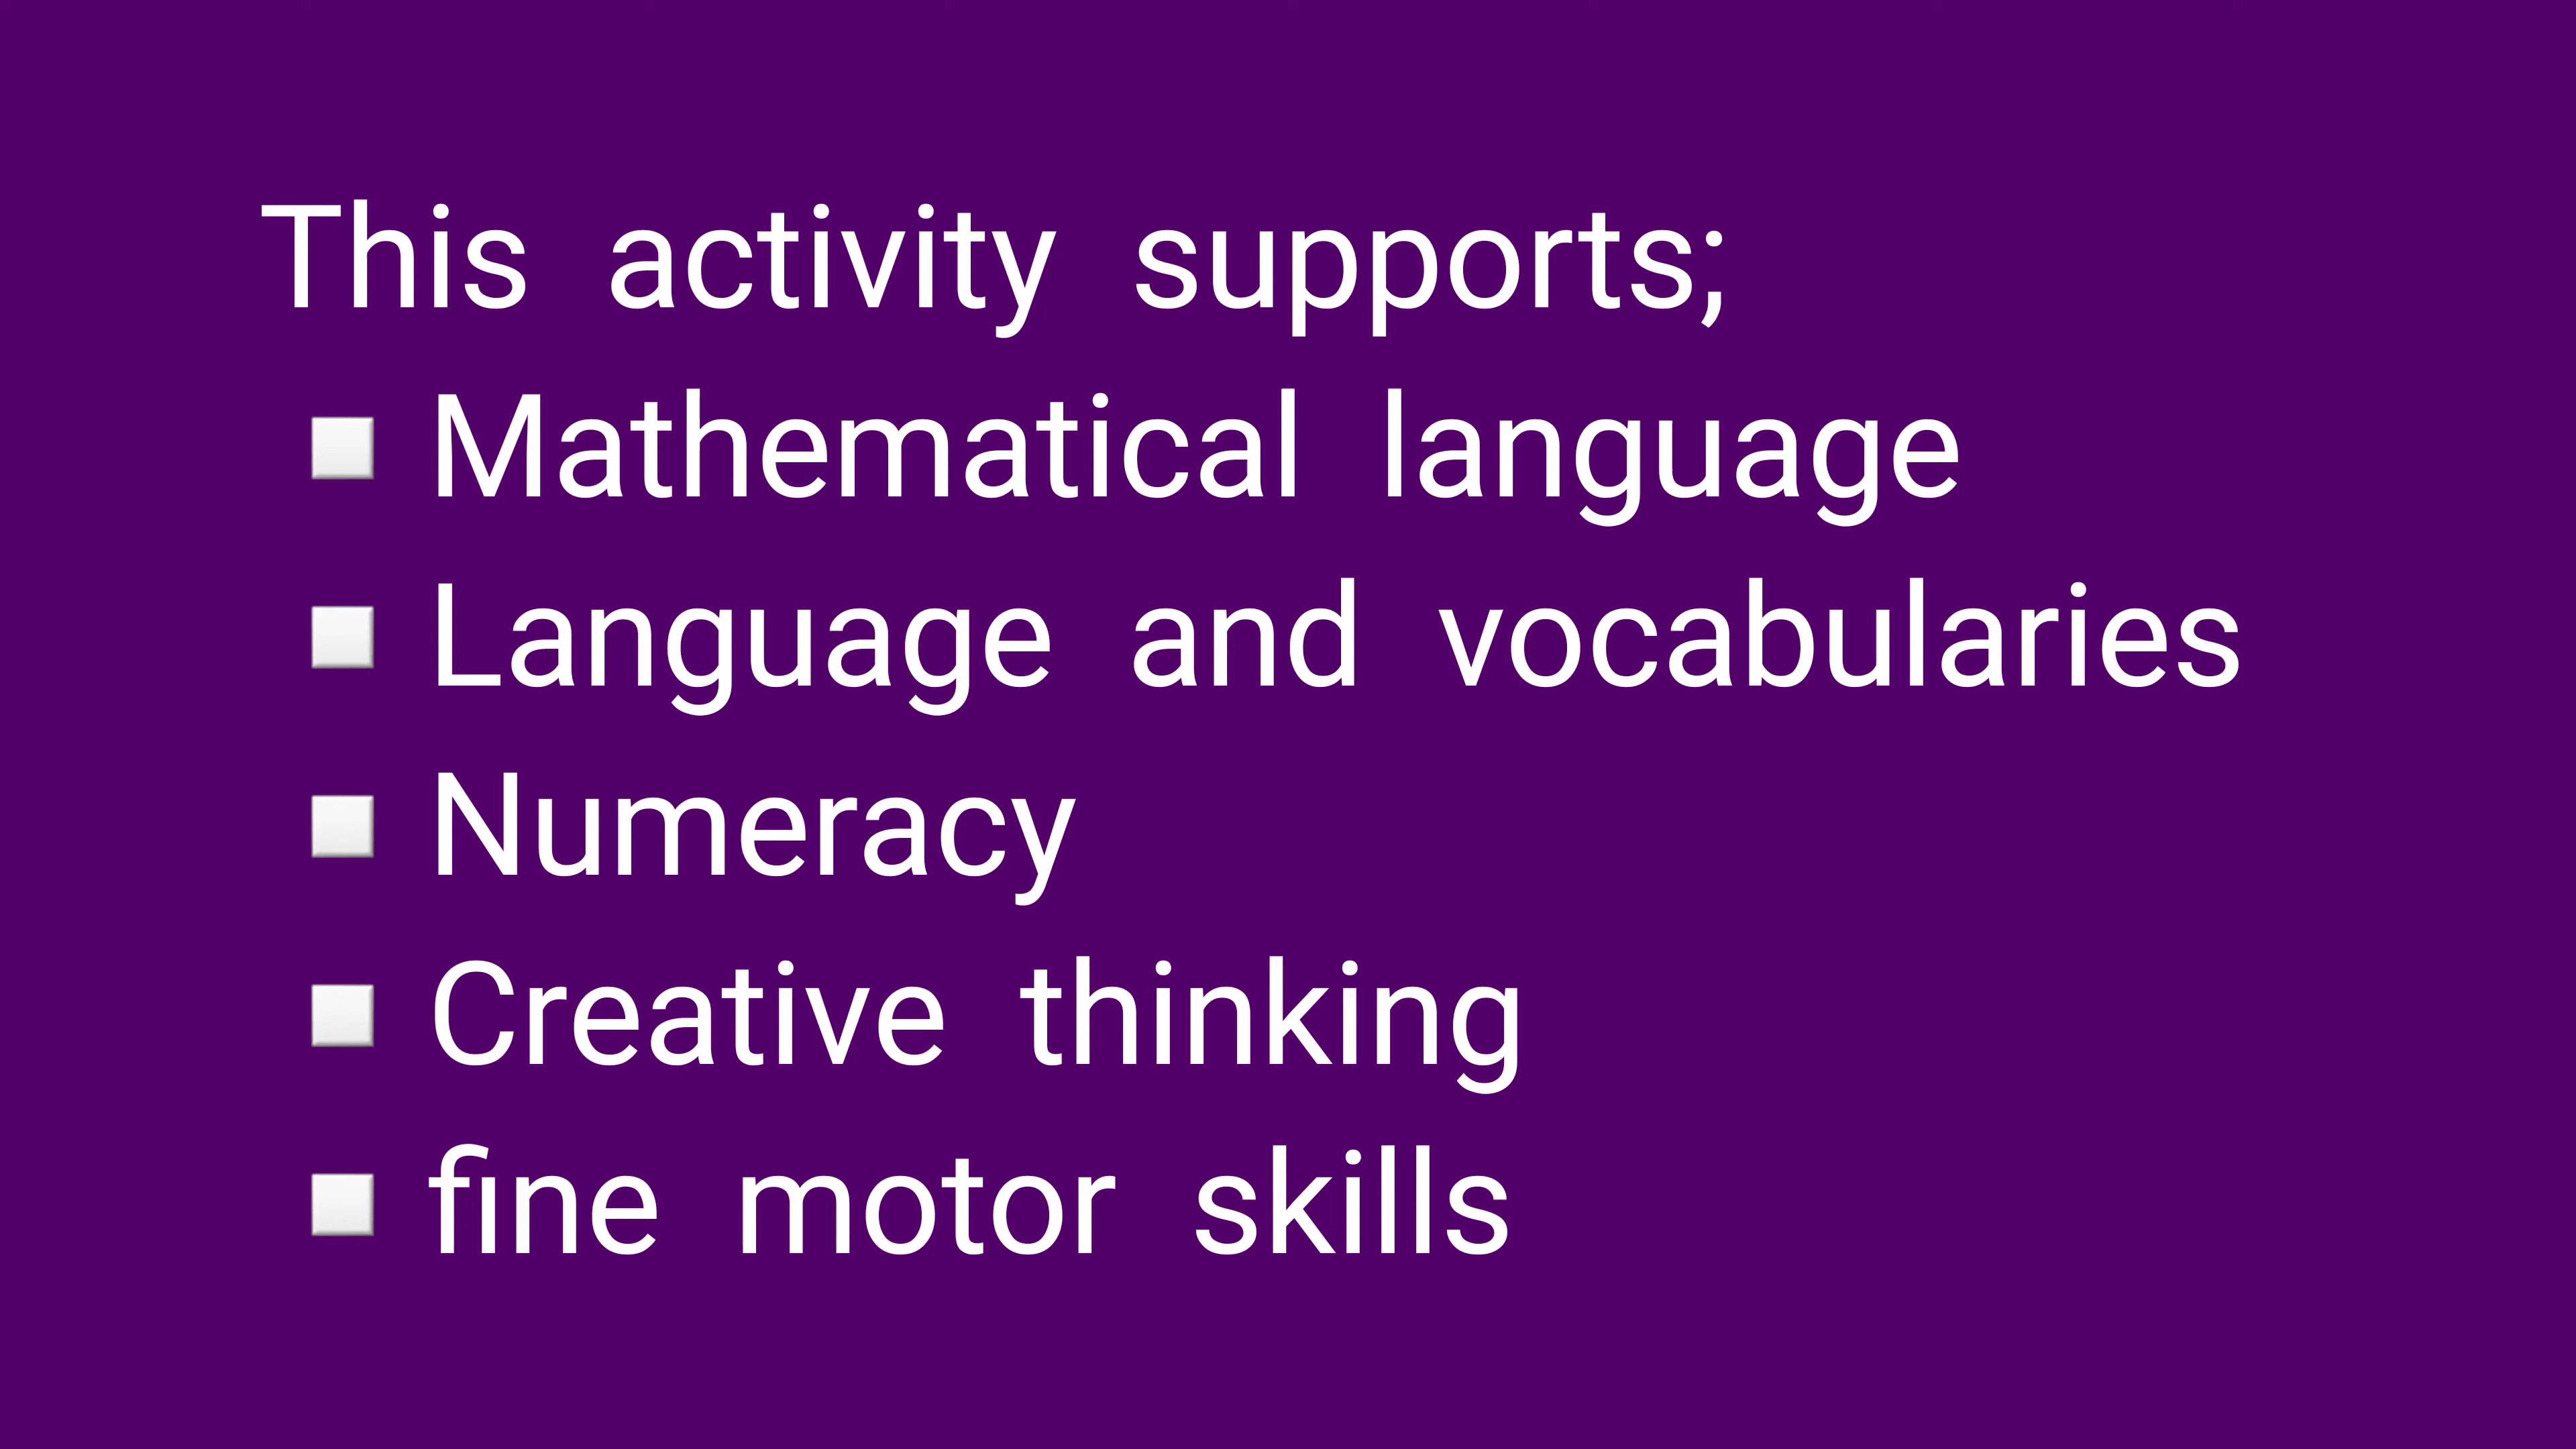 This activity supports;
▫️ Mathematical language
▫️ Language and vocabularies
▫️ Numeracy
▫️ Creative thinking
▫️ fine motor skills